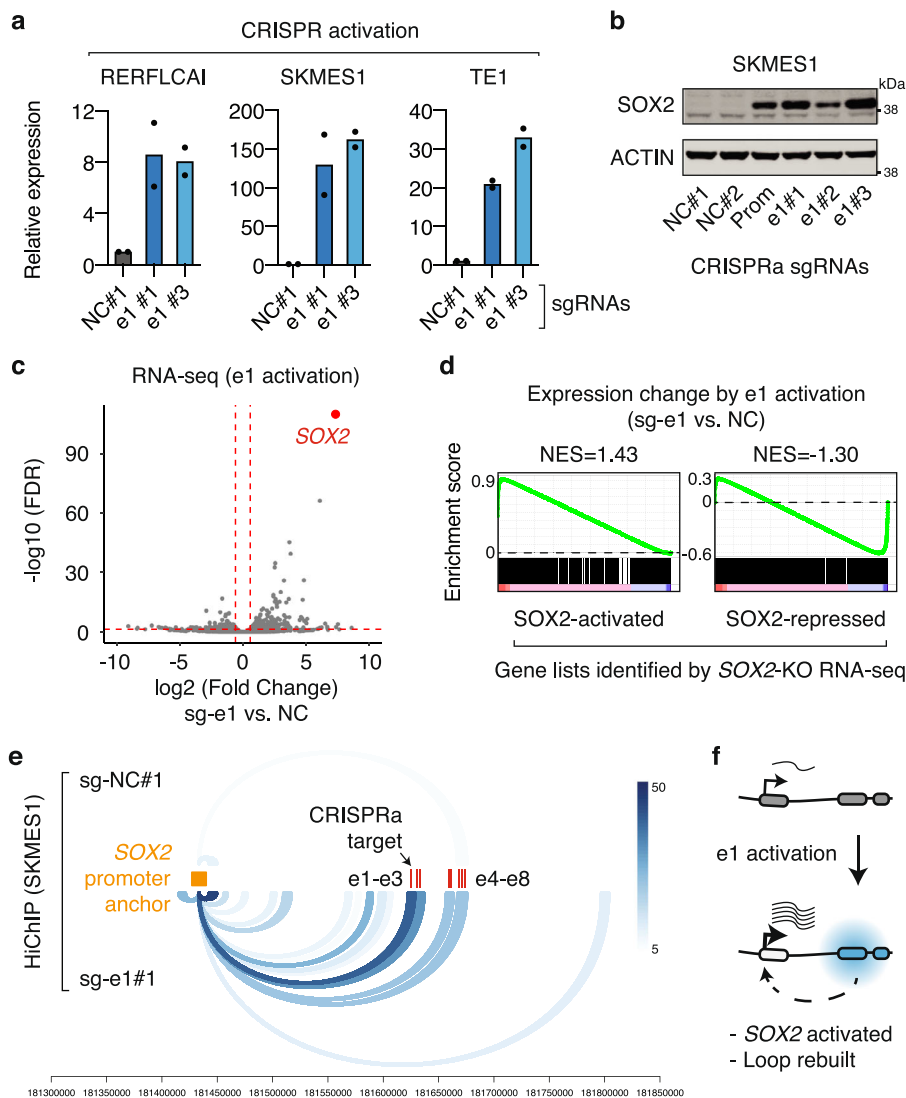 a
CRISPR activation
RERFLCAI
SKMES1
TE1
Relative expression
12
8
4
0
200
150
100
50
0
40
30
20
10
0
NC#1
e1 #1
e1 #3
NC#1
e1 #1
e1 #3
NC#1
e1 #1
e1 #3
sgRNAs
b
SKMES1
kDa
SOX2
38
ACTIN
38
NC#1
NC#2
Prom
e1#1
e1#2
e1#3
CRISPRa sgRNAs
c
RNA-seq (e1 activation)
SOX2
-log10 (FDR)
90
60
30
0
-10
-5
0
5
10
log2 (Fold Change)
sg-e1 vs. NC
d
Expression change by e1 activation
(sg-e1 vs. NC)
NES=1.43
NES=-1.30
Enrichment score
0.9
0
0.3
0
-0.6
SOX2-activated
SOX2-repressed
Gene lists identified by SOX2-KO RNA-seq
e
HiChIP (SKMES1)
sg-NC#1
SOX2
promoter
anchor
CRISPRa
target
e1-e3
e4-e8
sg-e1#1
50
5
181300000
181350000
181400000
181450000
181500000
181550000
181600000
181650000
181700000
181750000
181800000
181850000
f
e1 activation
- SOX2 activated
- Loop rebuilt